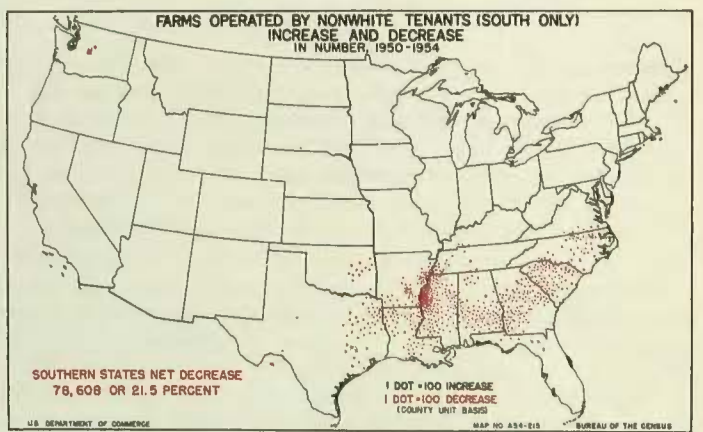 FARMS OPERATED BY NONWHITE TENANTS (SOUTH ONLY)
INCREASE AND DECREASE
IN NUMBER, 1950-1954
SOUTHERN STATES NET DECREASE
78,608 OR 21.5 PERCENT
1 DOT = 100 INCREASE
1 DOT = 100 DECREASE
(COUNTY UNIT BASIS)
U.S. DEPARTMENT OF COMMERCE
MAP NO. A54-215
BUREAU OF THE CENSUS